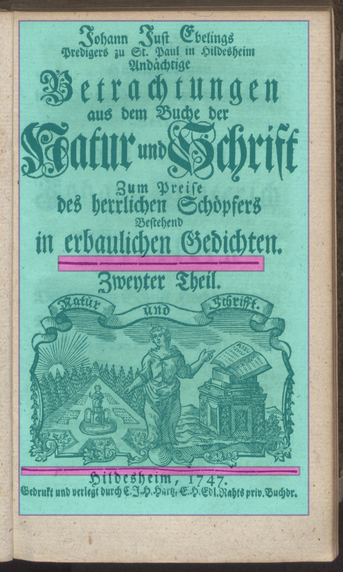 Johann Just Ebelings
Predigers zu St. Paul in Hildesheim
Andächtige
Betrachtungen
aus dem Buche der
Natur und Schrift
Zum Preise
des herrlichen Schöpfers
Bestehend
in erbaulichen Gedichten.
Zweyter Theil.
Natur und Schrifft.
Hildesheim, 1747.
Gedrukt und verlegt durch E. J. H. Hartz, E. H. Edl. Rahts priv. Buchdr.